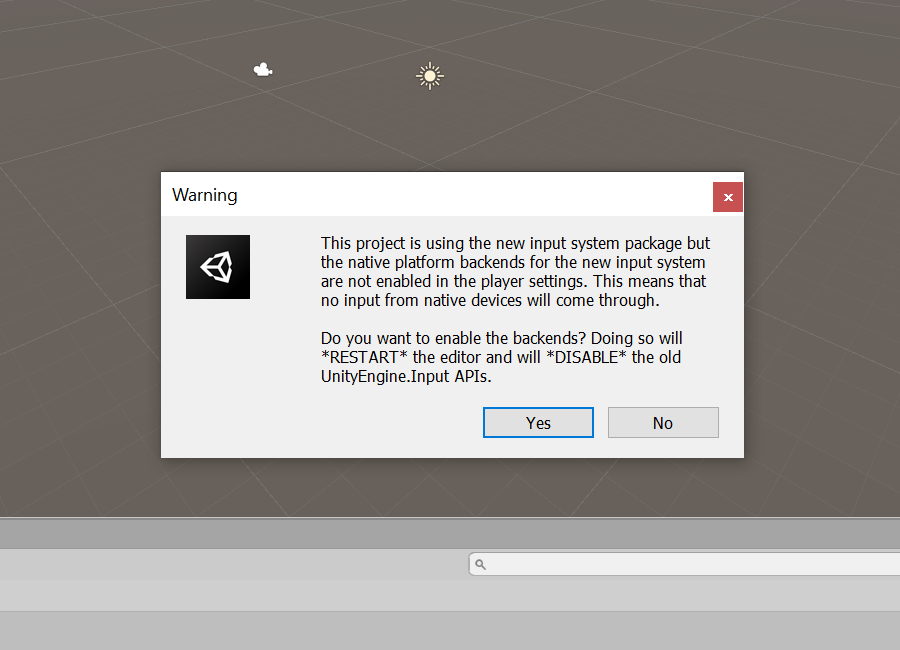 Warning
This project is using the new input system package but
the native platform backends for the new input system
are not enabled in the player settings. This means that
no input from native devices will come through.
Do you want to enable the backends? Doing so will
*RESTART* the editor and will *DISABLE* the old
UnityEngine.Input APIs.
Yes No